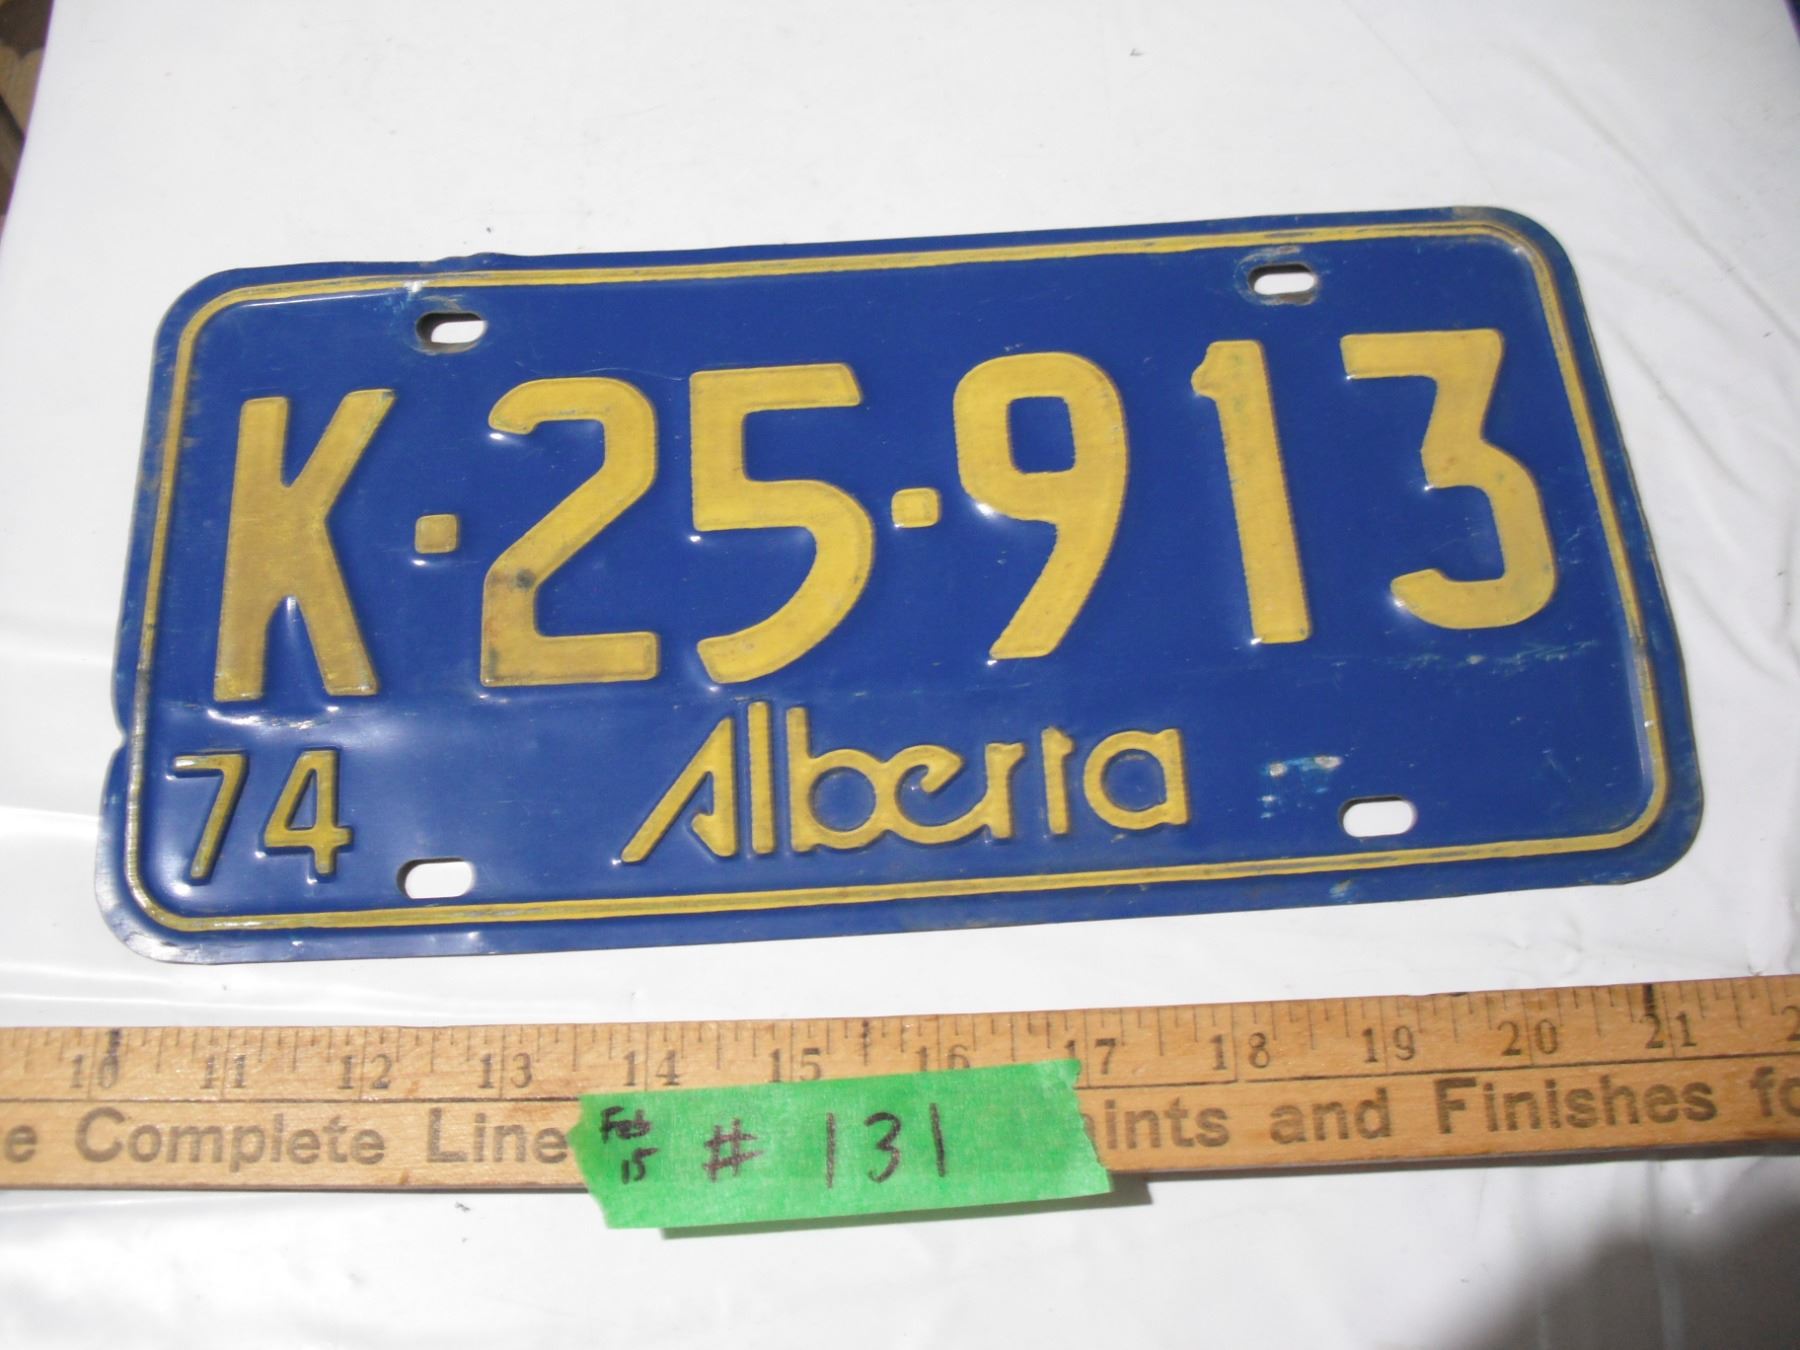 K·25·913
74 Alberta
10 11 12 13 14 15 16 17 18 19 20 21
e Complete Line aints and Finishes fo
Feb
15 # 131